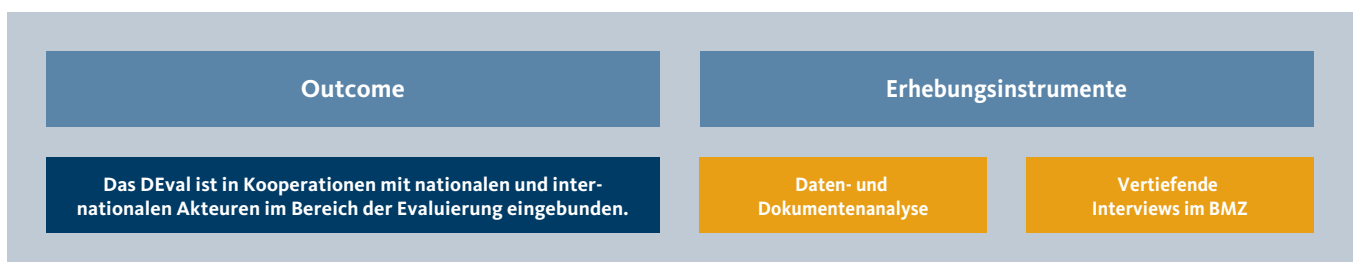 Outcome
Erhebungsinstrumente
Das DEval ist in Kooperationen mit nationalen und inter-
nationalen Akteuren im Bereich der Evaluierung eingebunden.
Daten- und
Dokumentenanalyse
Vertiefende
Interviews im BMZ